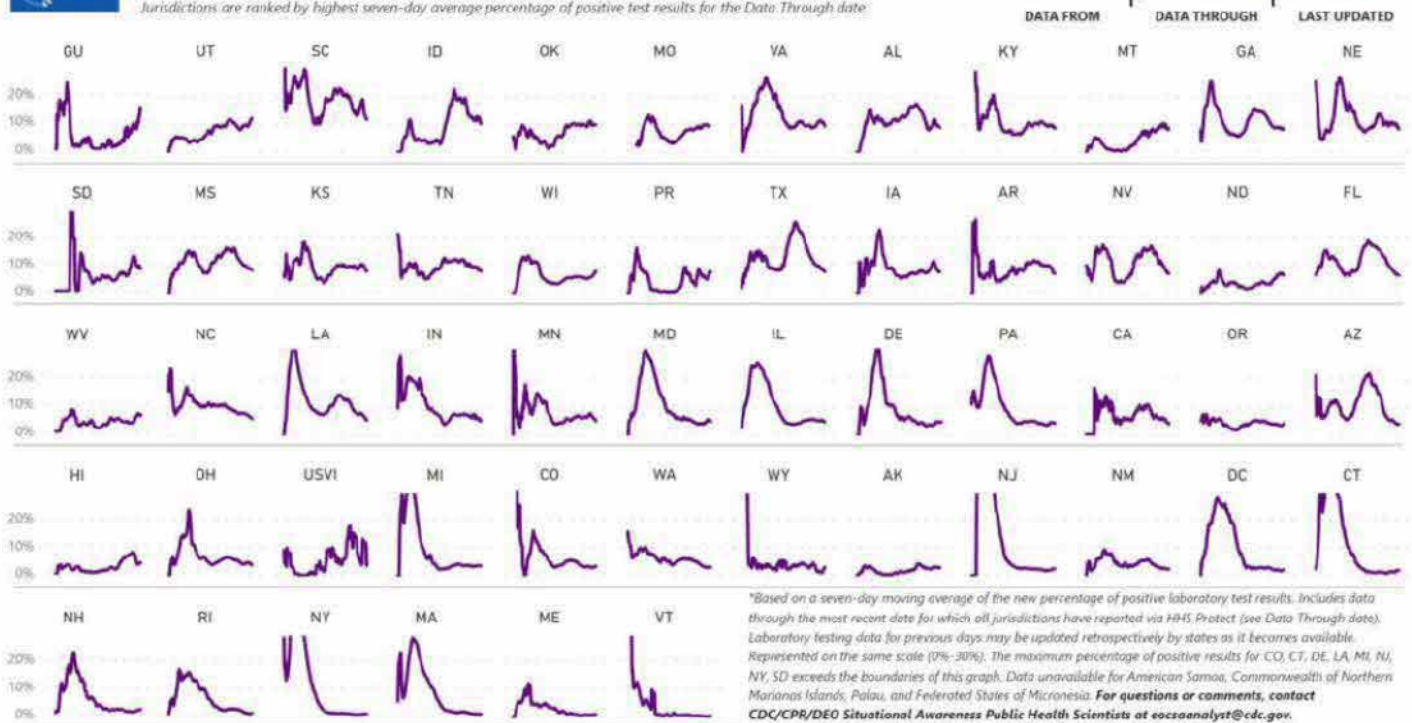 Jurisdictions are ranked by highest seven-day average percentage of positive test results for the Data Through date
DATA FROM DATA THROUGH LAST UPDATED
GU UT SC ID OK MO VA AL KY MT GA NE
20%
10%
0%
SD MS KS TN WI PR TX IA AR NV ND FL
20%
10%
0%
WV NC LA IN MN MD IL DE PA CA OR AZ
20%
10%
0%
HI OH USVI MI CO WA WY AK NJ NM DC CT
20%
10%
0%
NH RI NY MA ME VT
20%
10%
0%
*Based on a seven-day moving average of the new percentage of positive laboratory test results. Includes data
through the most recent date for which all jurisdictions have reported via HHS Protect (see Data Through date).
Laboratory testing data for previous days may be updated retrospectively by states as it becomes available.
Represented on the same scale (0%-30%). The maximum percentage of positive results for CO, CT, DE, LA, MI, NJ,
NY, SD exceeds the boundaries of this graph. Data unavailable for American Samoa, Commonwealth of Northern
Marianas Islands, Palau, and Federated States of Micronesia. For questions or comments, contact
CDC/CPR/DEO Situational Awareness Public Health Scientists at eocsaanalyst@cdc.gov.